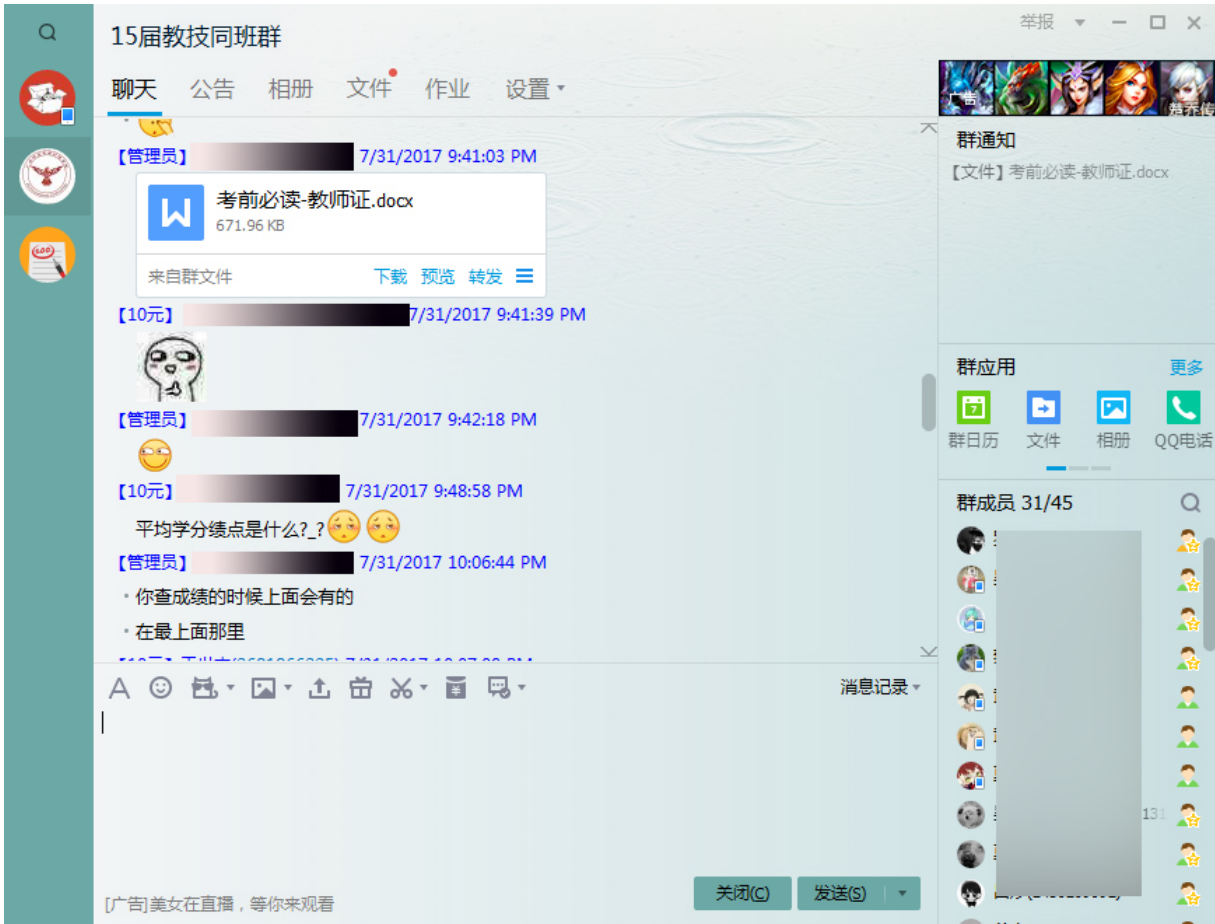 15届教技同班群
举报
聊天
公告
相册
文件
作业
设置
【管理员】
7/31/2017 9:41:03 PM
考前必读-教师证.docx
671.96 KB
来自群文件
下载 预览 转发
【10元】
7/31/2017 9:41:39 PM
【管理员】
7/31/2017 9:42:18 PM
【10元】
7/31/2017 9:48:58 PM
平均学分绩点是什么?_?
【管理员】
7/31/2017 10:06:44 PM
·你查成绩的时候上面会有的
·在最上面那里
消息记录
[广告]美女在直播，等你来观看
关闭(C)
发送(S)
广告
楚乔传
群通知
【文件】考前必读-教师证.docx
群应用
更多
7
群日历
文件
相册
QQ电话
群成员 31/45
131